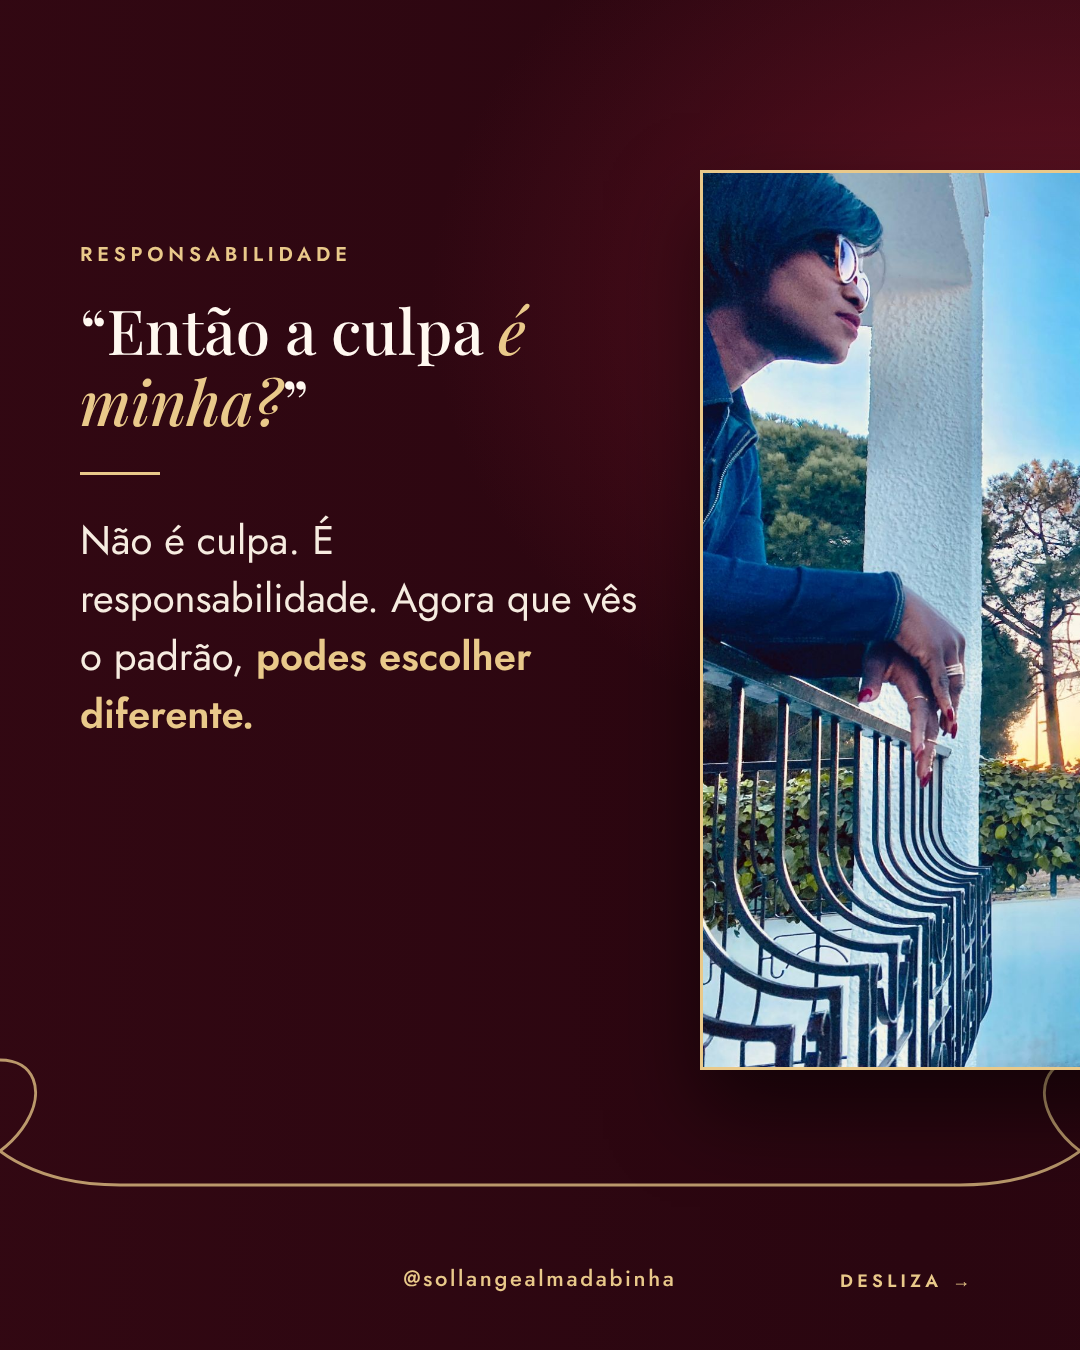 RESPONSABILIDADE
“Então a culpa é
minha?”
Não é culpa. É
responsabilidade. Agora que vês
o padrão, podes escolher
diferente.
@sollangealmadabinha
DESLIZA →